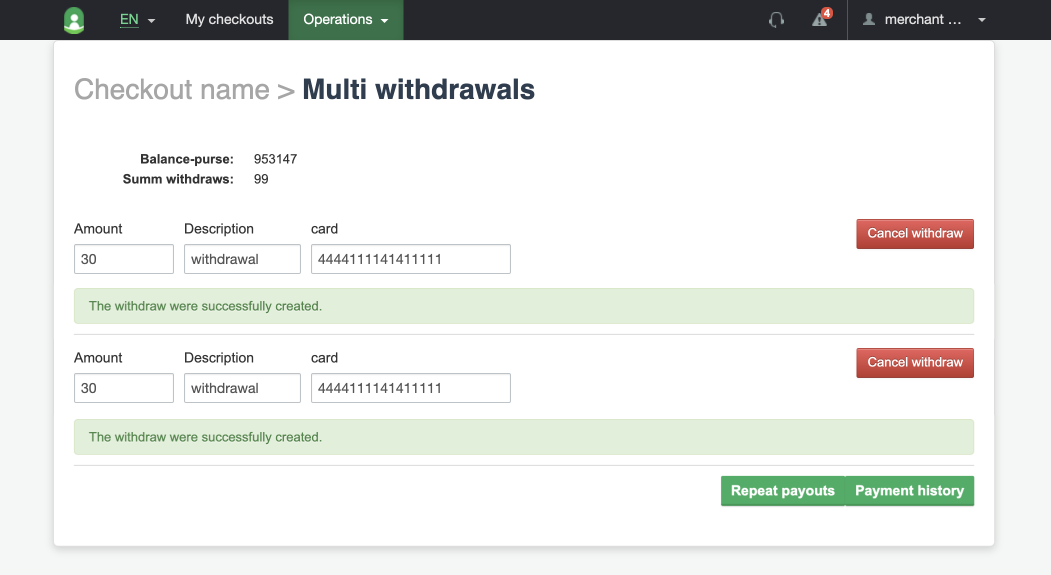 EN My checkouts Operations 4 merchant ...
Checkout name > Multi withdrawals
Balance-purse: 953147
Summ withdraws: 99
Amount Description card Cancel withdraw
30 withdrawal 4444111141411111
The withdraw were successfully created.
Amount Description card Cancel withdraw
30 withdrawal 4444111141411111
The withdraw were successfully created.
Repeat payouts Payment history